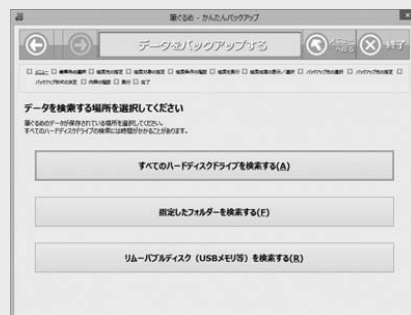 筆ぐるめ - かんたんバックアップ
データをバックアップする
メニューへ戻る
終了
データを検索する場所を選択してください
筆ぐるめのデータが保存されている場所を選択してください。
すべてのハードディスクドライブの検索には時間がかかることがあります。
すべてのハードディスクドライブを検索する(A)
指定したフォルダーを検索する(F)
リムーバブルディスク（USBメモリ等）を検索する(R)